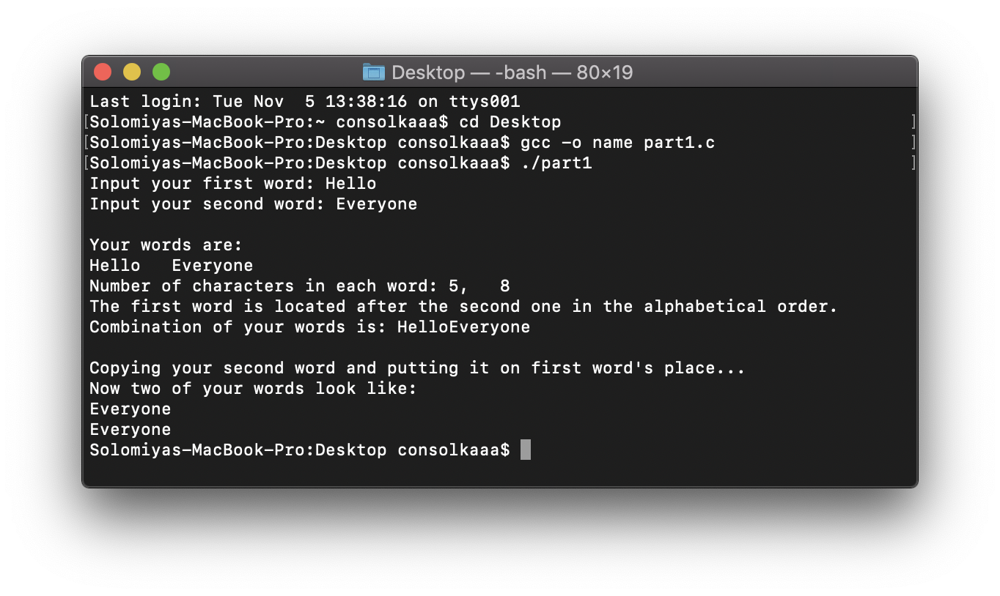 Desktop — -bash — 80×19
Last login: Tue Nov  5 13:38:16 on ttys001
[Solomiyas-MacBook-Pro:~ consolkaaa$ cd Desktop ]
[Solomiyas-MacBook-Pro:Desktop consolkaaa$ gcc -o name part1.c ]
[Solomiyas-MacBook-Pro:Desktop consolkaaa$ ./part1 ]
Input your first word: Hello
Input your second word: Everyone
Your words are:
Hello   Everyone
Number of characters in each word: 5,   8
The first word is located after the second one in the alphabetical order.
Combination of your words is: HelloEveryone
Copying your second word and putting it on first word's place...
Now two of your words look like:
Everyone
Everyone
Solomiyas-MacBook-Pro:Desktop consolkaaa$